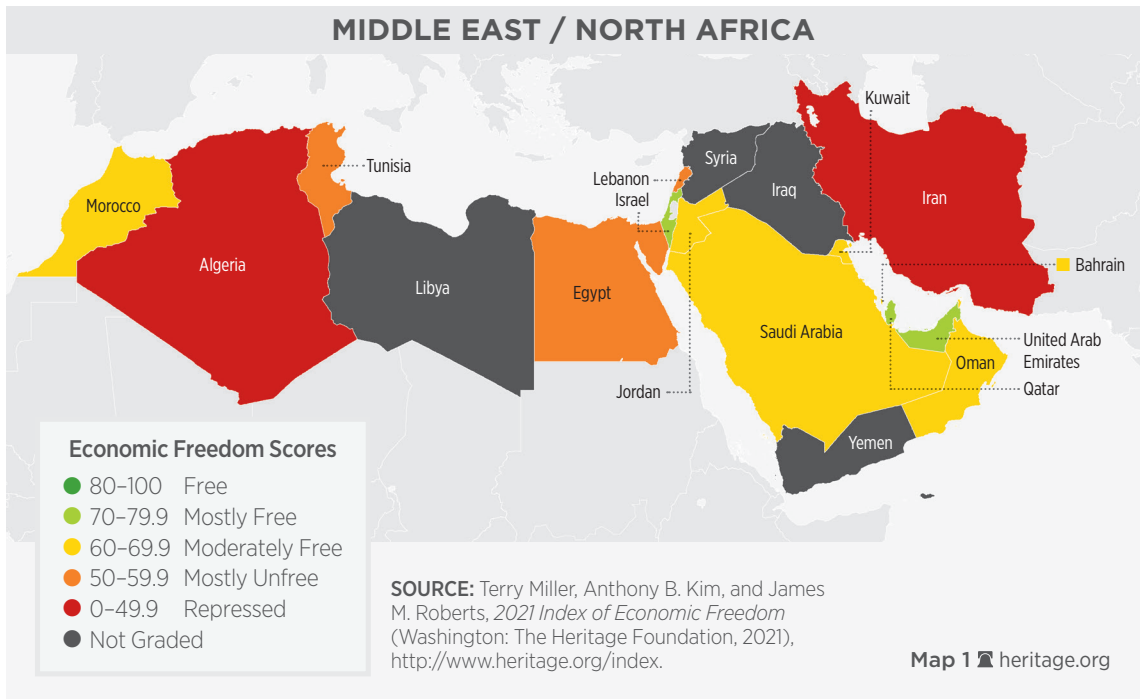 MIDDLE EAST / NORTH AFRICA
Kuwait
Tunisia
Syria
Lebanon
Israel
Iraq
Iran
Morocco
Algeria
Libya
Egypt
Bahrain
Saudi Arabia
United Arab
Emirates
Oman
Jordan
Qatar
Yemen
Economic Freedom Scores
80–100 Free
70–79.9 Mostly Free
60–69.9 Moderately Free
50–59.9 Mostly Unfree
0–49.9 Repressed
Not Graded
SOURCE: Terry Miller, Anthony B. Kim, and James
M. Roberts, 2021 Index of Economic Freedom
(Washington: The Heritage Foundation, 2021),
http://www.heritage.org/index.
Map 1 heritage.org